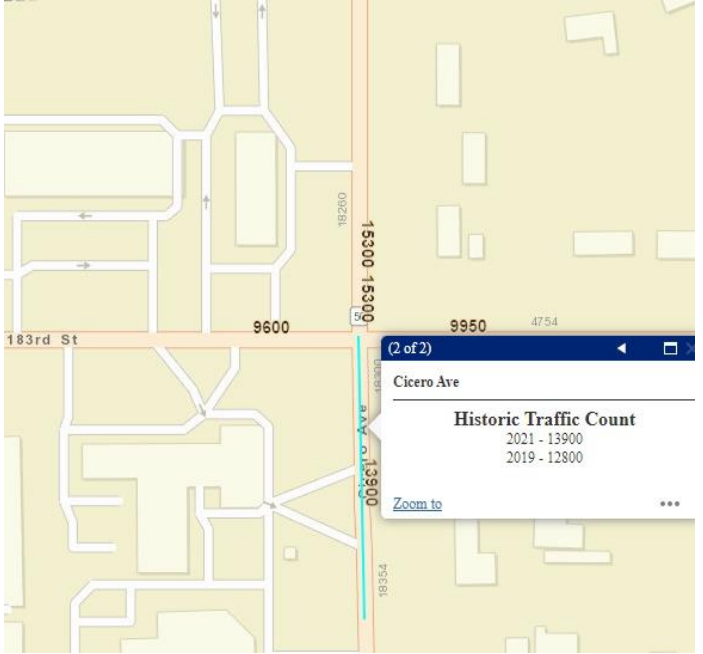 18260
15300 15300
50
183rd St
9600
9950
4754
(2 of 2)
Cicero Ave
Historic Traffic Count
2021 - 13900
2019 - 12800
Zoom to
•••
Ave
13900
18354